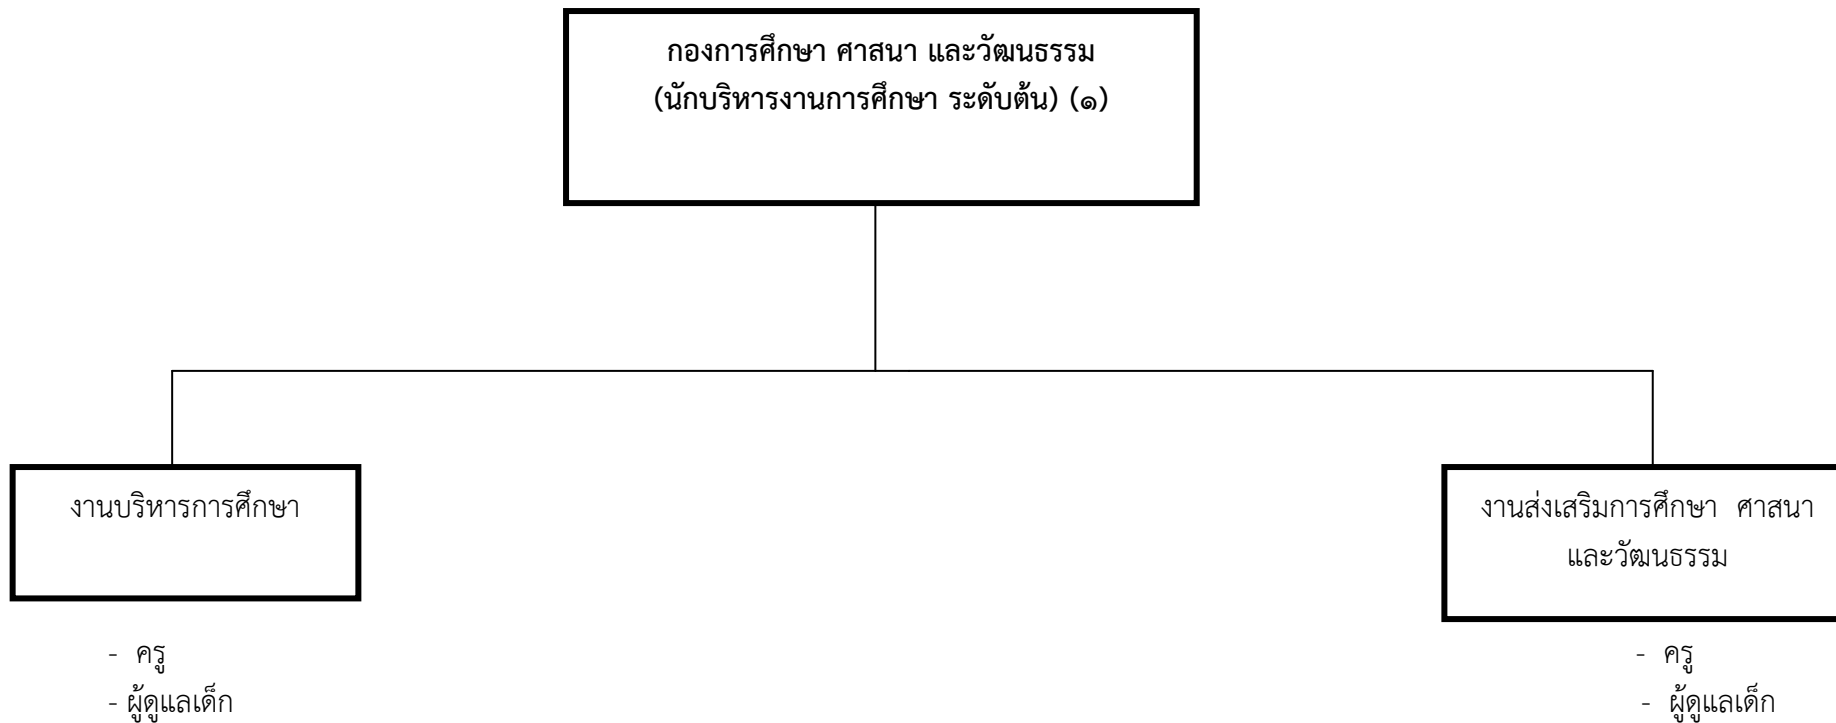 กองการศึกษา ศาสนา และวัฒนธรรม
(นักบริหารงานการศึกษา ระดับต้น) (๑)
งานบริหารการศึกษา
- ครู
- ผู้ดูแลเด็ก
งานส่งเสริมการศึกษา ศาสนา
และวัฒนธรรม
- ครู
- ผู้ดูแลเด็ก